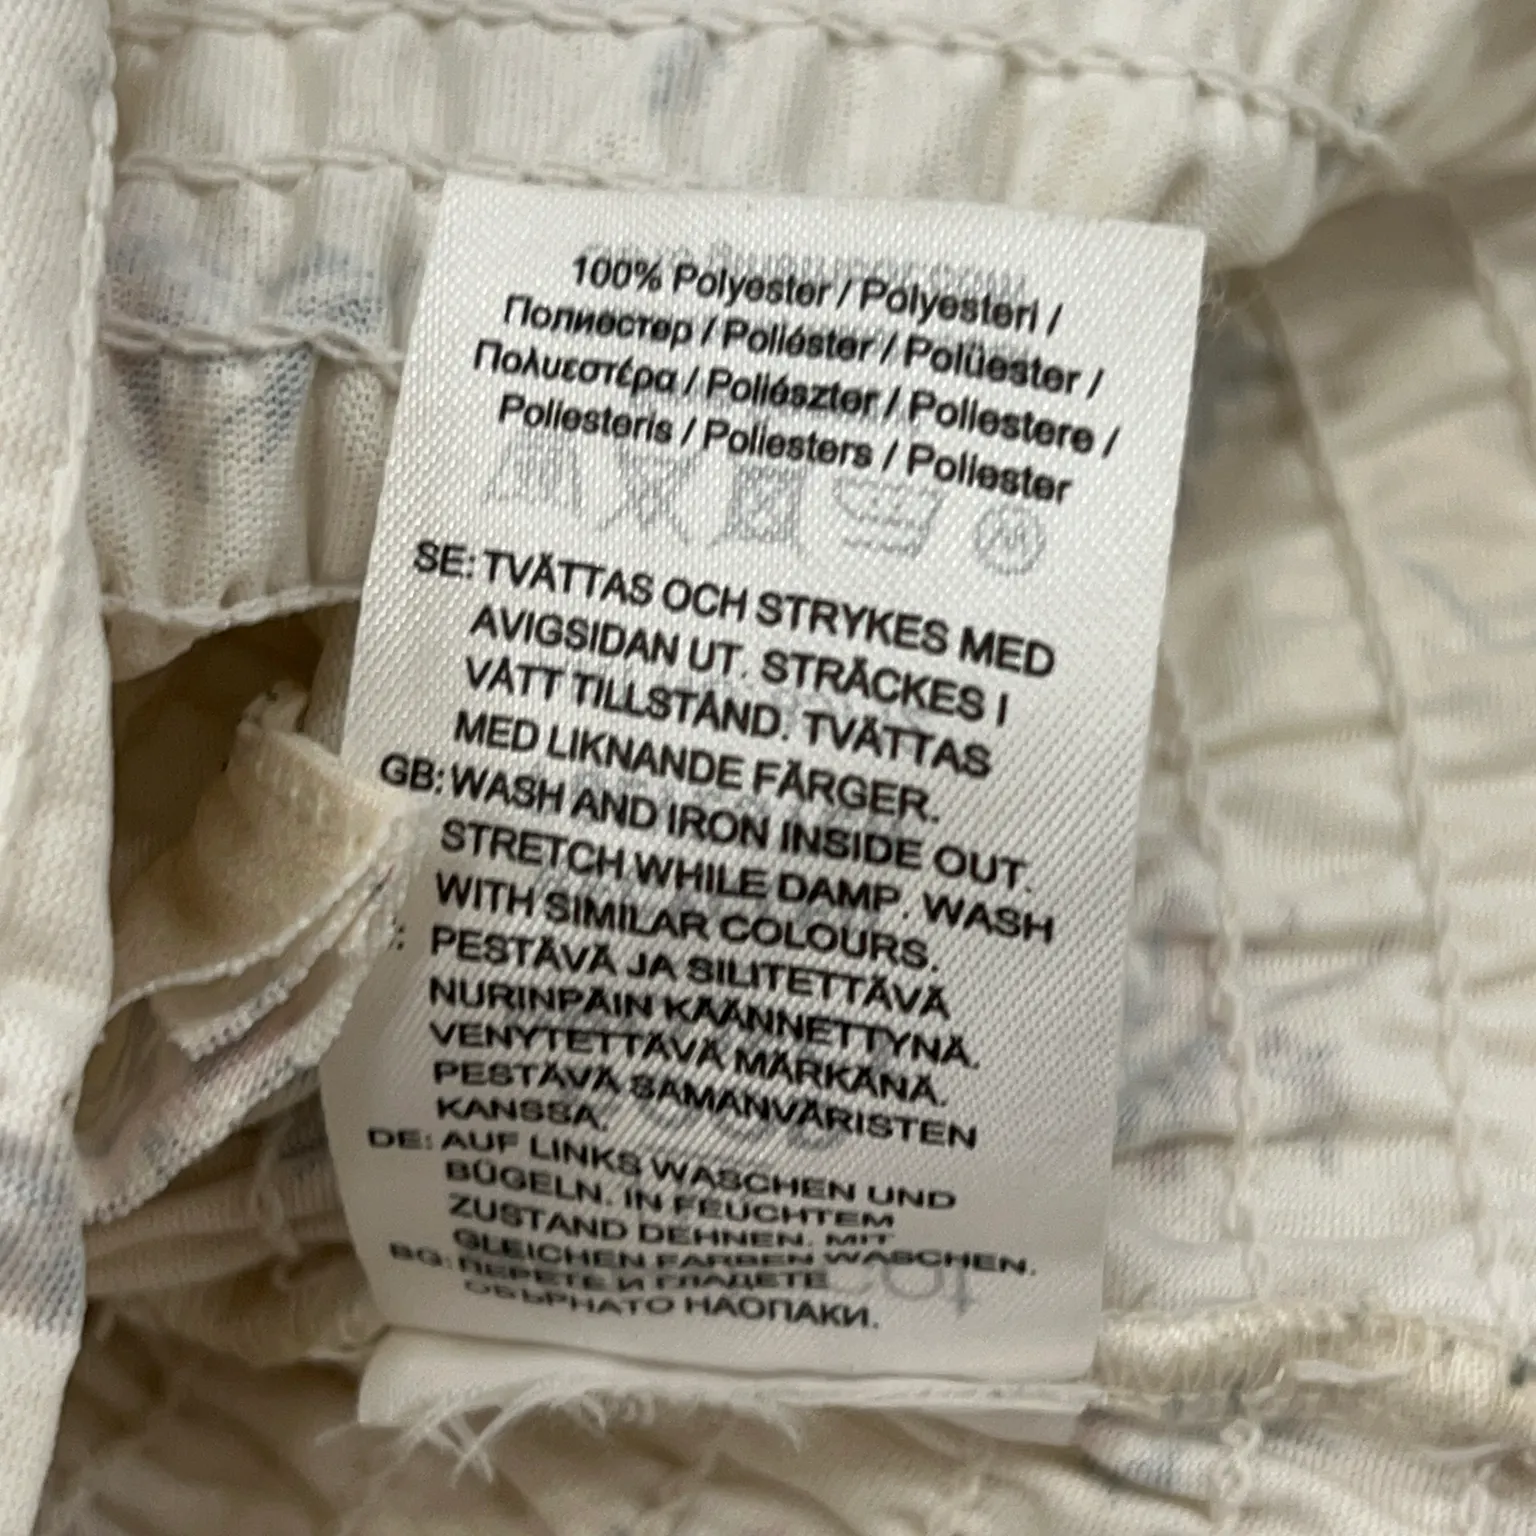 100% Polyester / Polyesteri /
Полиестер / Poliéster / Polüester /
Πολυεστέρα / Poliészter / Poliestere /
Poliesteris / Poliesters / Poliester
SE: TVÄTTAS OCH STRYKES MED
AVIGSIDAN UT. STRÄCKES I
VÅTT TILLSTÅND. TVÄTTAS
MED LIKNANDE FÄRGER.
GB: WASH AND IRON INSIDE OUT.
STRETCH WHILE DAMP. WASH
WITH SIMILAR COLOURS.
: PESTÄVÄ JA SILITETTÄVÄ
NURINPÄIN KÄÄNNETTYNÄ.
VENYTETTÄVÄ MÄRKÄNÄ.
PESTÄVÄ SAMANVÄRISTEN
KANSSA.
DE: AUF LINKS WASCHEN UND
BÜGELN. IN FEUCHTEM
ZUSTAND DEHNEN. MIT
GLEICHEN FARBEN WASCHEN.
BG: ПЕРЕТЕ И ГЛАДЕТЕ
ОБЪРНАТО НАОПАКИ.